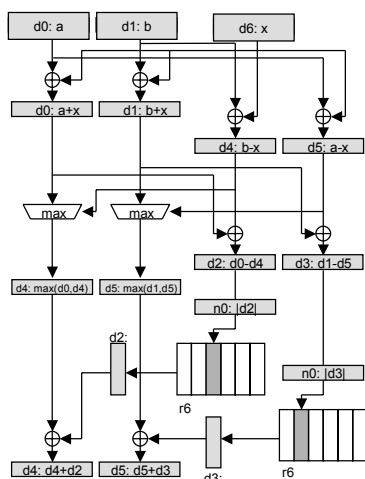 d0: a
d1: b
d6: x
d0: a+x
d1: b+x
d4: b-x
d5: a-x
max
max
d2: d0-d4
d3: d1-d5
d4: max(d0,d4)
d5: max(d1,d5)
n0: |d2|
d2:
n0: |d3|
r6
d4: d4+d2
d5: d5+d3
d3:
r6